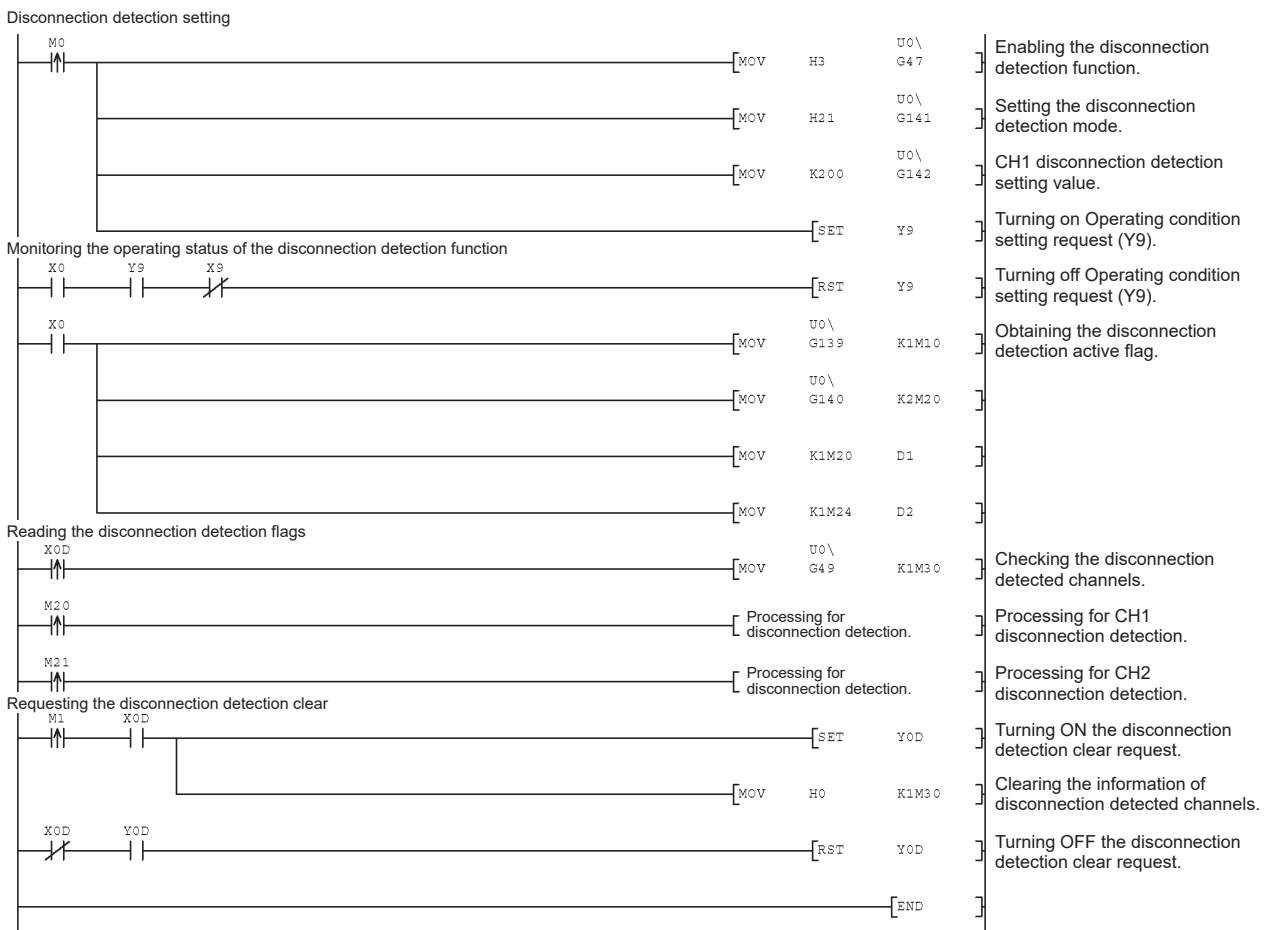 Disconnection detection setting
M0
U0\
MOV H3 G47
Enabling the disconnection
detection function.
U0\
MOV H21 G141
Setting the disconnection
detection mode.
U0\
MOV K200 G142
CH1 disconnection detection
setting value.
SET Y9
Turning on Operating condition
setting request (Y9).
Monitoring the operating status of the disconnection detection function
X0 Y9 X9
RST Y9
Turning off Operating condition
setting request (Y9).
X0
U0\
MOV G139 K1M10
Obtaining the disconnection
detection active flag.
U0\
MOV G140 K2M20
MOV K1M20 D1
MOV K1M24 D2
Reading the disconnection detection flags
X0D
U0\
MOV G49 K1M30
Checking the disconnection
detected channels.
M20
Processing for
disconnection detection.
Processing for CH1
disconnection detection.
M21
Processing for
disconnection detection.
Processing for CH2
disconnection detection.
Requesting the disconnection detection clear
M1 X0D
SET Y0D
Turning ON the disconnection
detection clear request.
MOV H0 K1M30
Clearing the information of
disconnection detected channels.
X0D Y0D
RST Y0D
Turning OFF the disconnection
detection clear request.
END